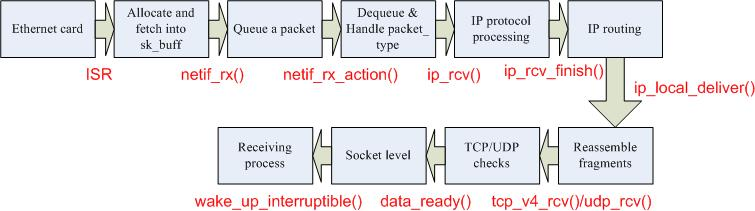 Ethernet card
Allocate and
fetch into
sk_buff
Queue a packet
Dequeue &
Handle packet_
type
IP protocol
processing
IP routing
ISR
netif_rx()
netif_rx_action()
ip_rcv()
ip_rcv_finish()
ip_local_deliver()
Receiving
process
Socket level
TCP/UDP
checks
Reassemble
fragments
wake_up_interruptible()
data_ready()
tcp_v4_rcv()/udp_rcv()